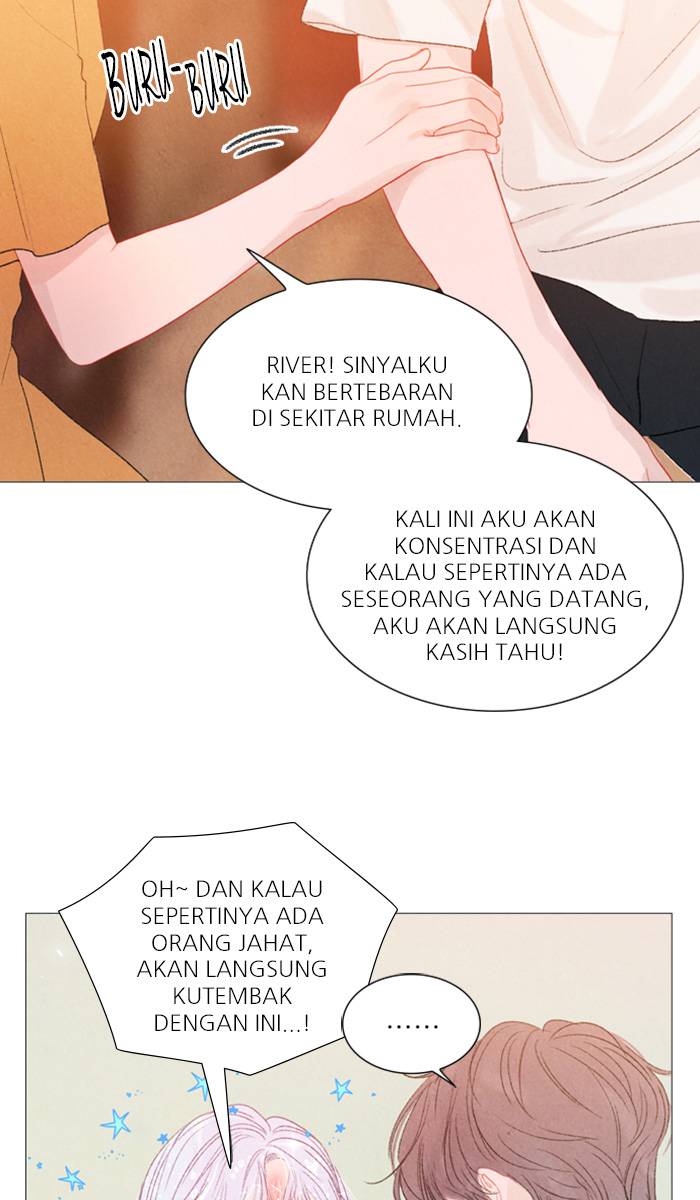 BURU-BURU
RIVER! SINYALKU
KAN BERTEBARAN
DI SEKITAR RUMAH.
KALI INI AKU AKAN
KONSENTRASI DAN
KALAU SEPERTINYA ADA
SESEORANG YANG DATANG,
AKU AKAN LANGSUNG
KASIH TAHU!
OH~ DAN KALAU
SEPERTINYA ADA
ORANG JAHAT,
AKAN LANGSUNG
KUTEMBAK
DENGAN INI...!
......